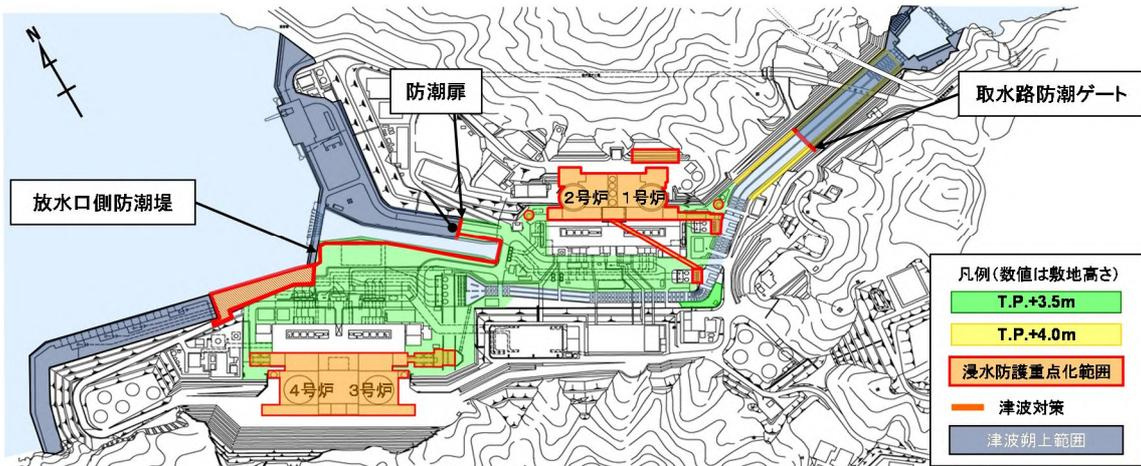 N
防潮扉
取水路防潮ゲート
放水口側防潮堤
2号炉 1号炉
4号炉 3号炉
凡例(数値は敷地高さ)
T.P.+3.5m
T.P.+4.0m
浸水防護重点化範囲
津波対策
津波朔上範囲